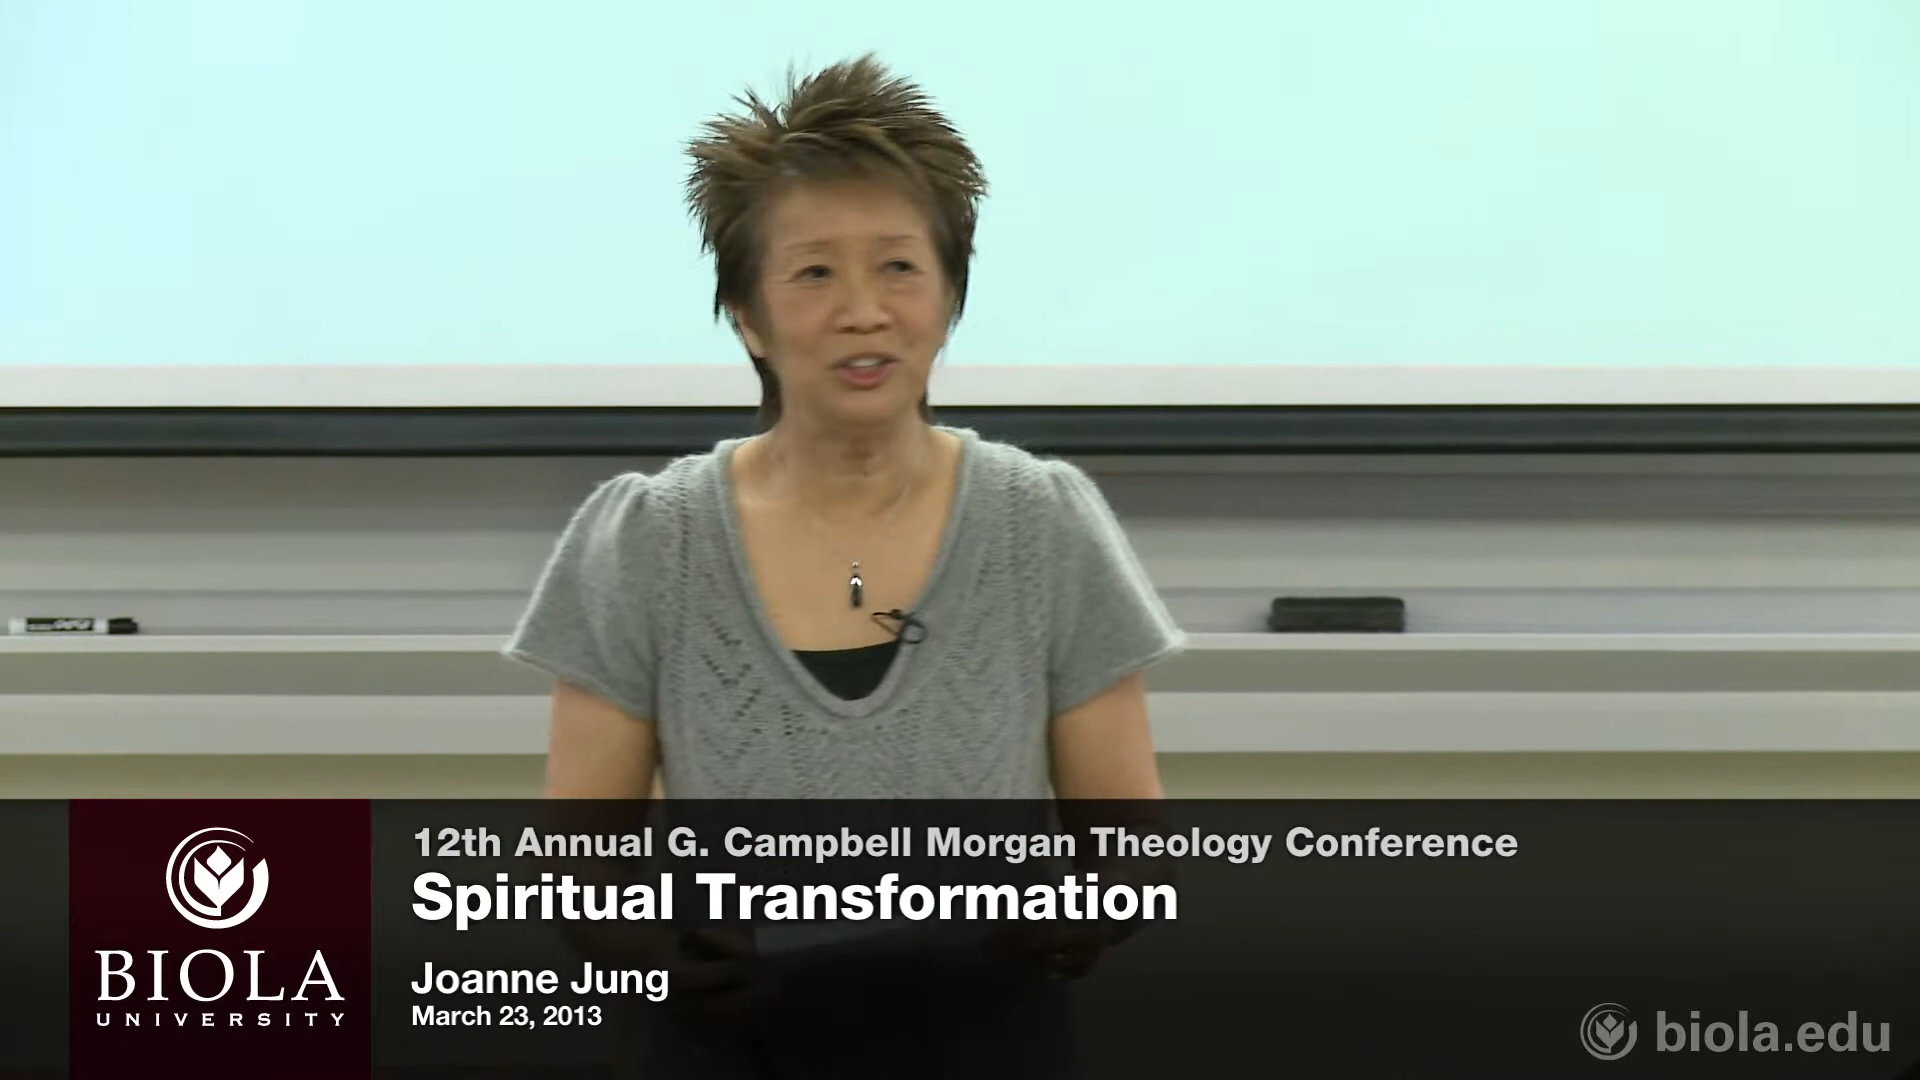 12th Annual G. Campbell Morgan Theology Conference
Spiritual Transformation
Joanne Jung
March 23, 2013
BIOLA
UNIVERSITY
biola.edu